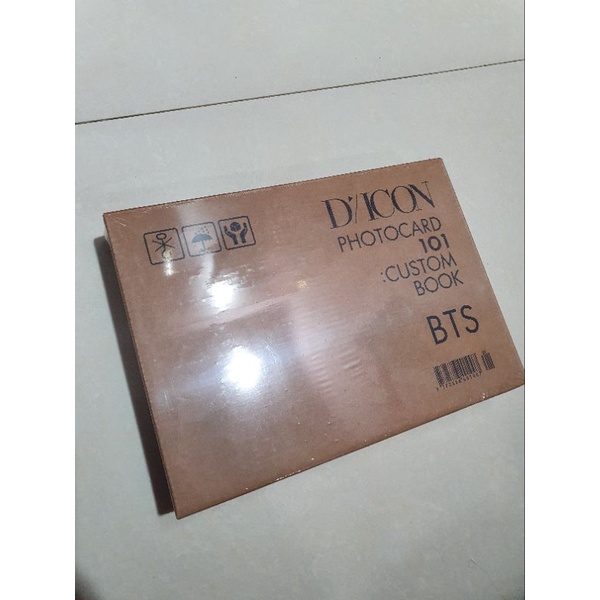 D'/ICON
PHOTOCARD
101
:CUSTOM
BOOK
BTS